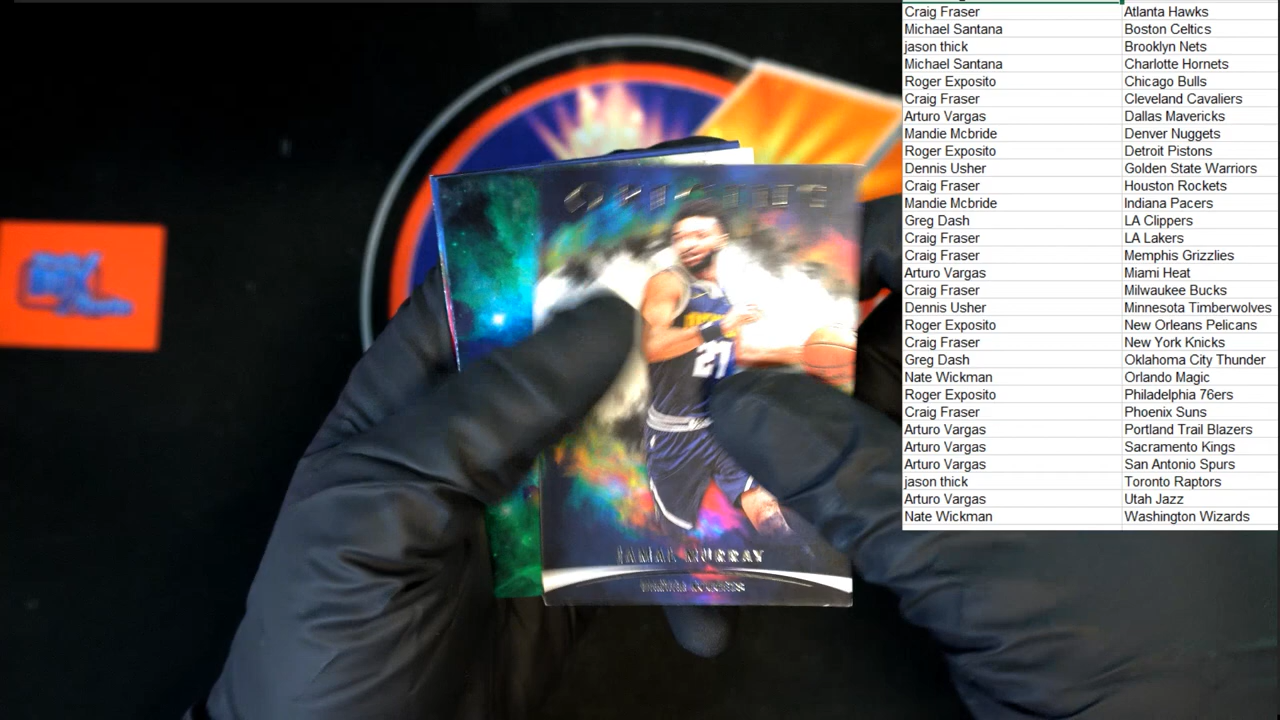 ORIGINS
27
JAMAL MURRAY
DENVER NUGGETS
Craig Fraser Atlanta Hawks
Michael Santana Boston Celtics
jason thick Brooklyn Nets
Michael Santana Charlotte Hornets
Roger Exposito Chicago Bulls
Craig Fraser Cleveland Cavaliers
Arturo Vargas Dallas Mavericks
Mandie Mcbride Denver Nuggets
Roger Exposito Detroit Pistons
Dennis Usher Golden State Warriors
Craig Fraser Houston Rockets
Mandie Mcbride Indiana Pacers
Greg Dash LA Clippers
Craig Fraser LA Lakers
Craig Fraser Memphis Grizzlies
Arturo Vargas Miami Heat
Craig Fraser Milwaukee Bucks
Dennis Usher Minnesota Timberwolves
Roger Exposito New Orleans Pelicans
Craig Fraser New York Knicks
Greg Dash Oklahoma City Thunder
Nate Wickman Orlando Magic
Roger Exposito Philadelphia 76ers
Craig Fraser Phoenix Suns
Arturo Vargas Portland Trail Blazers
Arturo Vargas Sacramento Kings
Arturo Vargas San Antonio Spurs
jason thick Toronto Raptors
Arturo Vargas Utah Jazz
Nate Wickman Washington Wizards